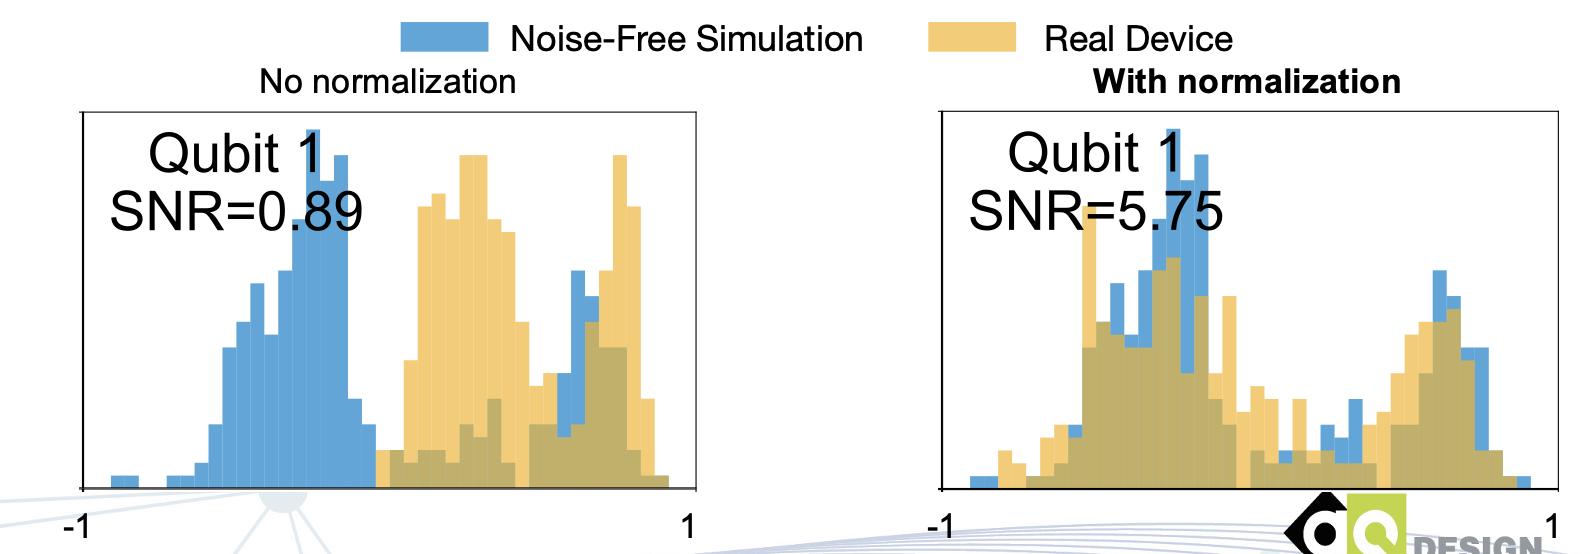 Noise-Free Simulation Real Device
No normalization
Qubit 1
SNR=0.89
-1 1
With normalization
Qubit 1
SNR=5.75
-1 1
DESIGN